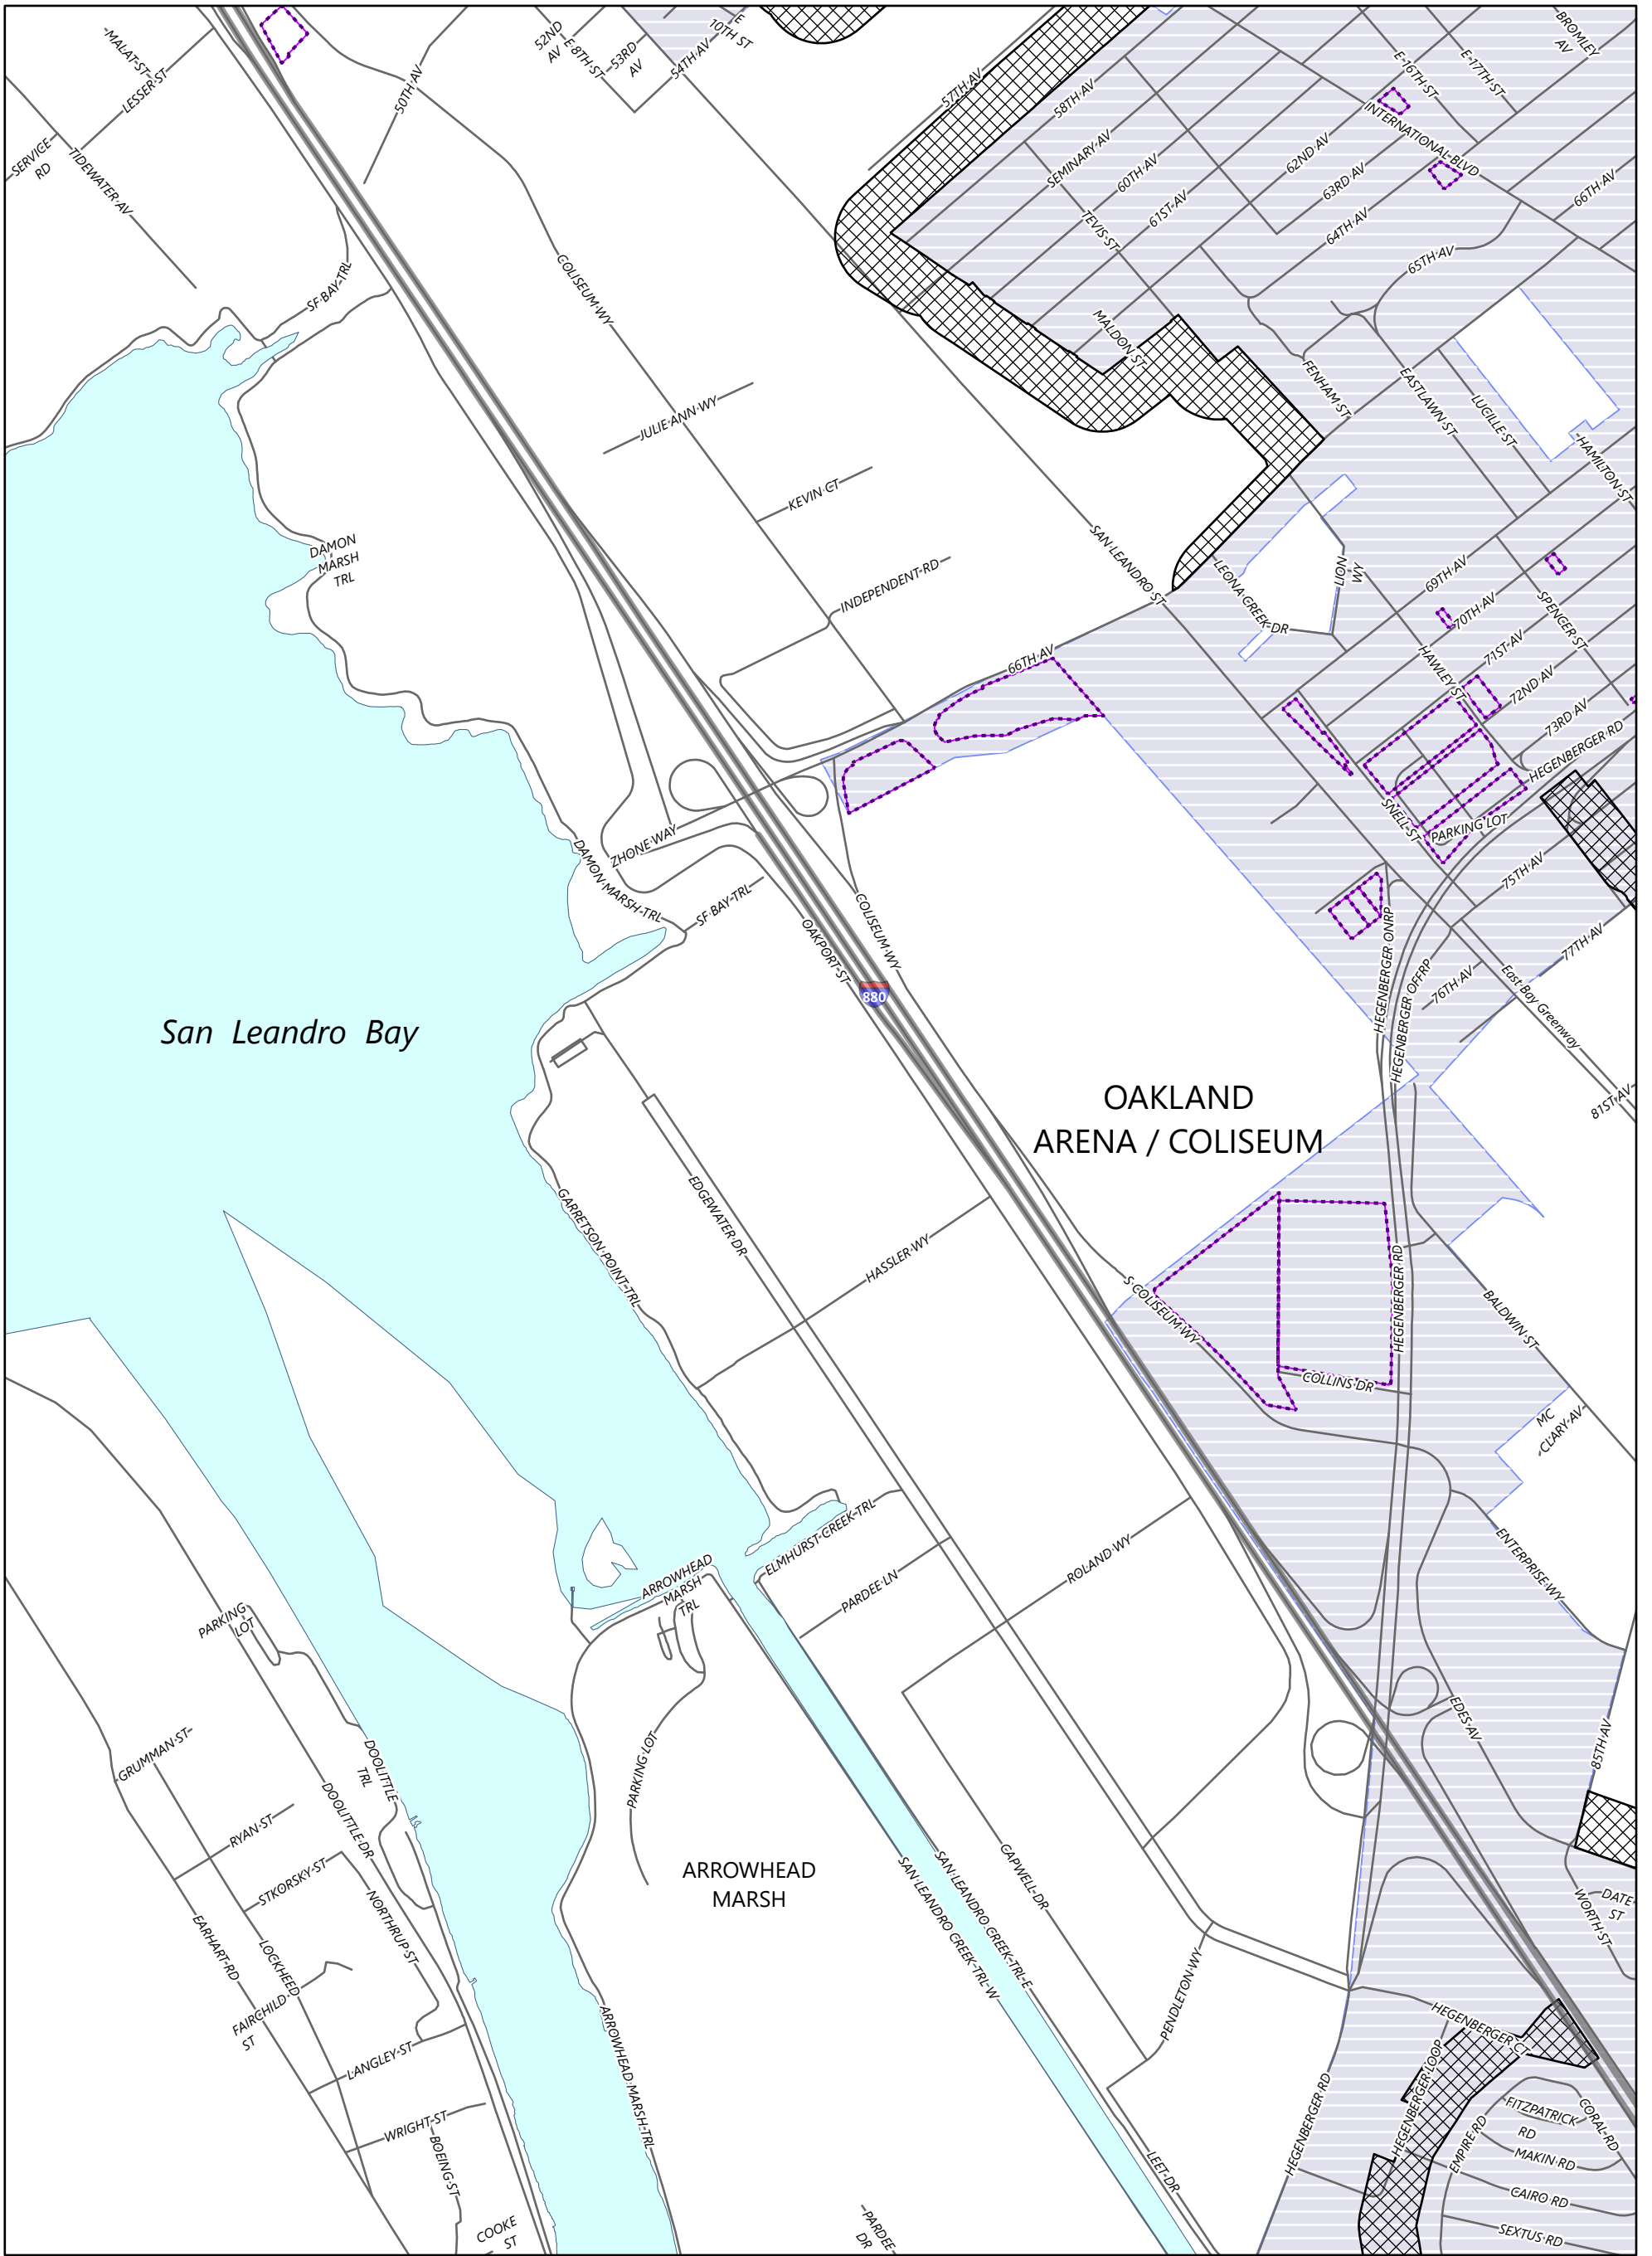 MALAT ST
LESSER ST
SERVICE
RD
TIDEWATER AV
50TH AV
52ND
AV
E 8TH ST
53RD
AV
54TH AV
E
10TH ST
57TH AV
58TH AV
SEMINARY AV
60TH AV
61ST AV
62ND AV
63RD AV
64TH AV
65TH AV
66TH AV
E 16TH ST
E 17TH ST
BROMLEY
AV
INTERNATIONAL BLVD
TEVIS ST
MALDON ST
FENHAM ST
EASTLAWN ST
LUCILLE ST
HAMILTON ST
SF BAY TRL
COLISEUM WY
JULIE ANN WY
KEVIN CT
INDEPENDENT RD
SAN LEANDRO ST
DAMON
MARSH
TRL
LEONA CREEK DR
LION
WY
69TH AV
70TH AV
71ST AV
72ND AV
73RD AV
HEGENBERGER RD
SPENCER ST
HAWLEY ST
66TH AV
SNELL ST
PARKING LOT
75TH AV
76TH AV
77TH AV
81ST AV
East Bay Greenway
HEGENBERGER ONRP
HEGENBERGER OFFRP
ZHONE WAY
DAMON MARSH TRL
SF BAY TRL
OAKPORT ST
COLISEUM WY
880
San Leandro Bay
OAKLAND
ARENA / COLISEUM
GARRETSON POINT TRL
EDGEWATER DR
HASSLER WY
S COLISEUM WY
COLLINS DR
HEGENBERGER RD
BALDWIN ST
MC
CLARY AV
ENTERPRISE WY
ELMHURST CREEK TRL
ARROWHEAD
MARSH
TRL
PARDEE LN
ROLAND WY
EDES AV
85TH AV
PARKING
LOT
GRUMMAN ST
DOOLITTLE
TRL
DOOLITTLE DR
RYAN ST
STKORSKY ST
NORTHRUP ST
EARHART RD
LOCKHEED
FAIRCHILD
ST
LANGLEY ST
WRIGHT ST
BOEING ST
COOKE
ST
PARKING LOT
ARROWHEAD
MARSH
ARROWHEAD MARSH TRL
SAN LEANDRO CREEK TRL W
SAN LEANDRO CREEK TRL E
CAPWELL DR
PENDLETON WY
LEET DR
PARDEE
DR
DATE
ST
WORTH ST
HEGENBERGER CT
HEGENBERGER LOOP
HEGENBERGER RD
EMPIRE RD
FITZPATRICK
RD
CORAL RD
MAKIN RD
CAIRO RD
SEXTUS RD